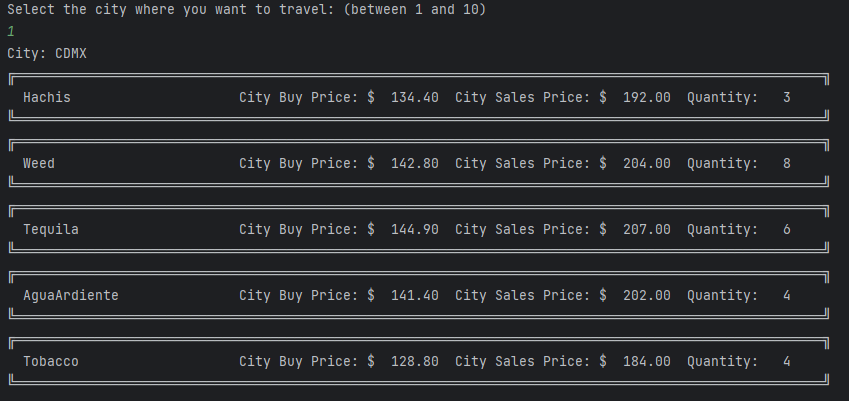 Select the city where you want to travel: (between 1 and 10)
1
City: CDMX
Hachis City Buy Price: $ 134.40 City Sales Price: $ 192.00 Quantity: 3
Weed City Buy Price: $ 142.80 City Sales Price: $ 204.00 Quantity: 8
Tequila City Buy Price: $ 144.90 City Sales Price: $ 207.00 Quantity: 6
AguaArdiente City Buy Price: $ 141.40 City Sales Price: $ 202.00 Quantity: 4
Tobacco City Buy Price: $ 128.80 City Sales Price: $ 184.00 Quantity: 4